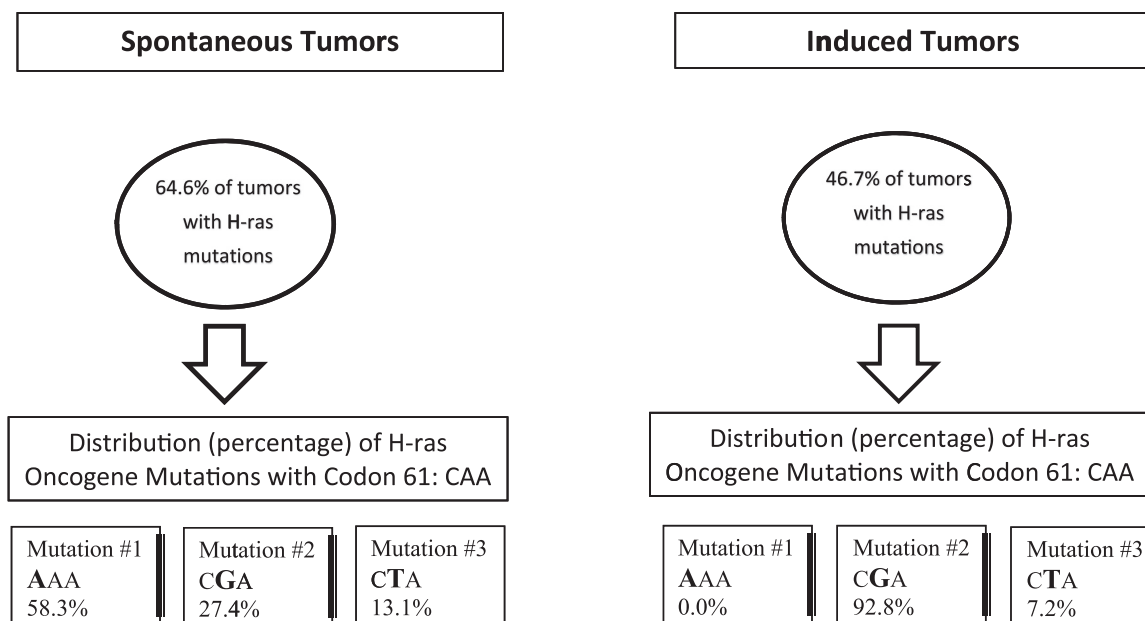 Spontaneous Tumors
64.6% of tumors
with H-ras
mutations
Distribution (percentage) of H-ras
Oncogene Mutations with Codon 61: CAA
Mutation #1
AAA
58.3%
Mutation #2
CGA
27.4%
Mutation #3
CTA
13.1%
Induced Tumors
46.7% of tumors
with H-ras
mutations
Distribution (percentage) of H-ras
Oncogene Mutations with Codon 61: CAA
Mutation #1
AAA
0.0%
Mutation #2
CGA
92.8%
Mutation #3
CTA
7.2%